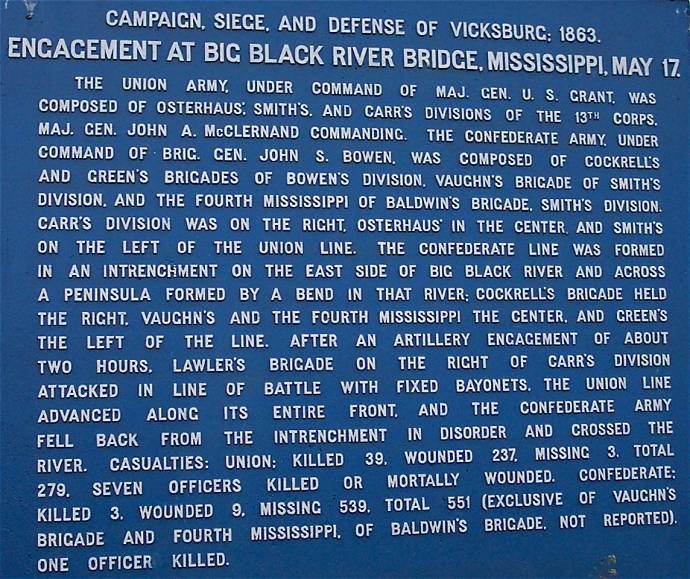 CAMPAIGN, SIEGE, AND DEFENSE OF VICKSBURG; 1863.
ENGAGEMENT AT BIG BLACK RIVER BRIDGE, MISSISSIPPI, MAY 17.
THE UNION ARMY, UNDER COMMAND OF MAJ. GEN. U. S. GRANT, WAS
COMPOSED OF OSTERHAUS', SMITH'S, AND CARR'S DIVISIONS OF THE 13TH CORPS,
MAJ. GEN. JOHN A. McCLERNAND COMMANDING. THE CONFEDERATE ARMY, UNDER
COMMAND OF BRIG. GEN. JOHN S. BOWEN, WAS COMPOSED OF COCKRELL'S
AND GREEN'S BRIGADES OF BOWEN'S DIVISION, VAUGHN'S BRIGADE OF SMITH'S
DIVISION, AND THE FOURTH MISSISSIPPI OF BALDWIN'S BRIGADE, SMITH'S DIVISION.
CARR'S DIVISION WAS ON THE RIGHT, OSTERHAUS' IN THE CENTER, AND SMITH'S
ON THE LEFT OF THE UNION LINE. THE CONFEDERATE LINE WAS FORMED
IN AN INTRENCHMENT ON THE EAST SIDE OF BIG BLACK RIVER AND ACROSS
A PENINSULA FORMED BY A BEND IN THAT RIVER; COCKRELL'S BRIGADE HELD
THE RIGHT, VAUGHN'S AND THE FOURTH MISSISSIPPI THE CENTER, AND GREEN'S
THE LEFT OF THE LINE. AFTER AN ARTILLERY ENGAGEMENT OF ABOUT
TWO HOURS, LAWLER'S BRIGADE ON THE RIGHT OF CARR'S DIVISION
ATTACKED IN LINE OF BATTLE WITH FIXED BAYONETS, THE UNION LINE
ADVANCED ALONG ITS ENTIRE FRONT, AND THE CONFEDERATE ARMY
FELL BACK FROM THE INTRENCHMENT IN DISORDER AND CROSSED THE
RIVER. CASUALTIES: UNION; KILLED 39, WOUNDED 237, MISSING 3, TOTAL
279, SEVEN OFFICERS KILLED OR MORTALLY WOUNDED. CONFEDERATE;
KILLED 3, WOUNDED 9, MISSING 539, TOTAL 551 (EXCLUSIVE OF VAUGHN'S
BRIGADE AND FOURTH MISSISSIPPI, OF BALDWIN'S BRIGADE, NOT REPORTED),
ONE OFFICER KILLED.